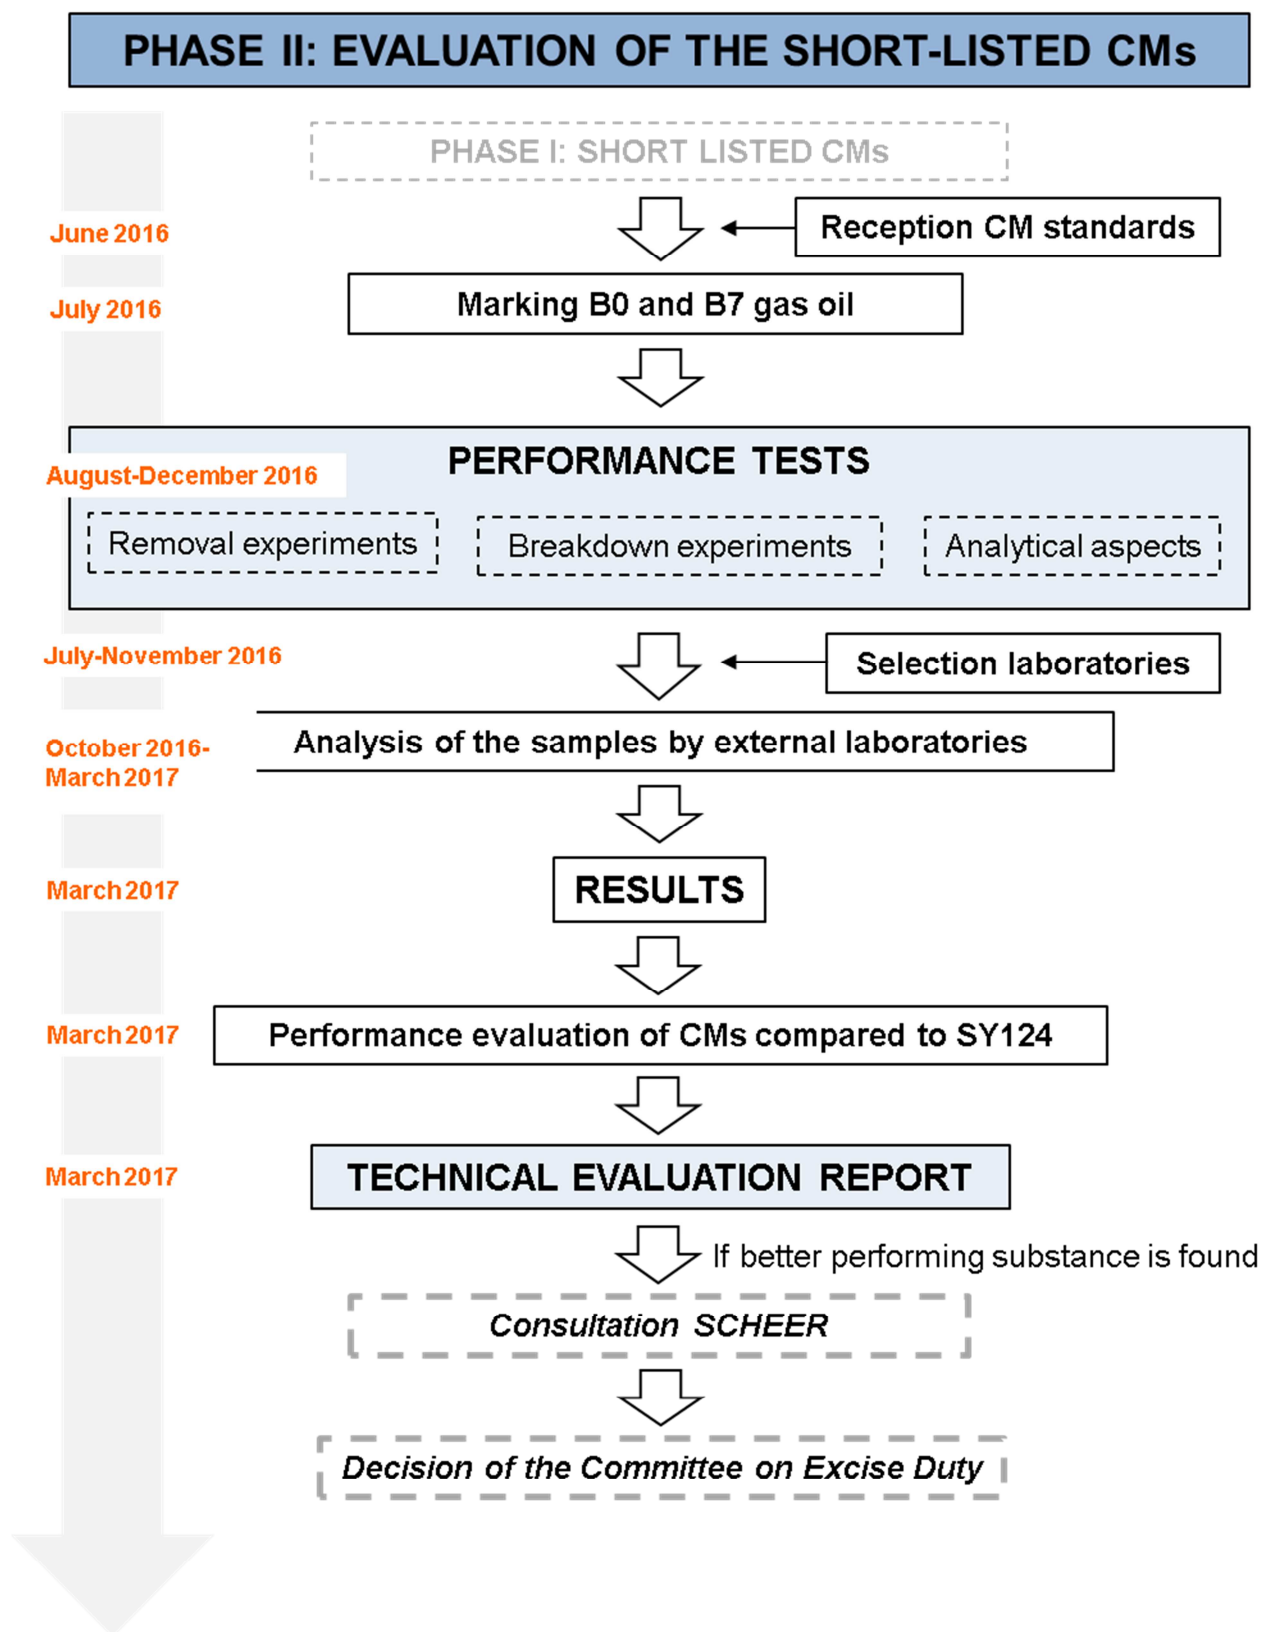 PHASE II: EVALUATION OF THE SHORT-LISTED CMs
PHASE I: SHORT LISTED CMs
June 2016
Reception CM standards
July 2016
Marking B0 and B7 gas oil
PERFORMANCE TESTS
August-December 2016
Removal experiments
Breakdown experiments
Analytical aspects
July-November 2016
Selection laboratories
October 2016-
March 2017
Analysis of the samples by external laboratories
March 2017
RESULTS
March 2017
Performance evaluation of CMs compared to SY124
March 2017
TECHNICAL EVALUATION REPORT
If better performing substance is found
Consultation SCHEER
Decision of the Committee on Excise Duty